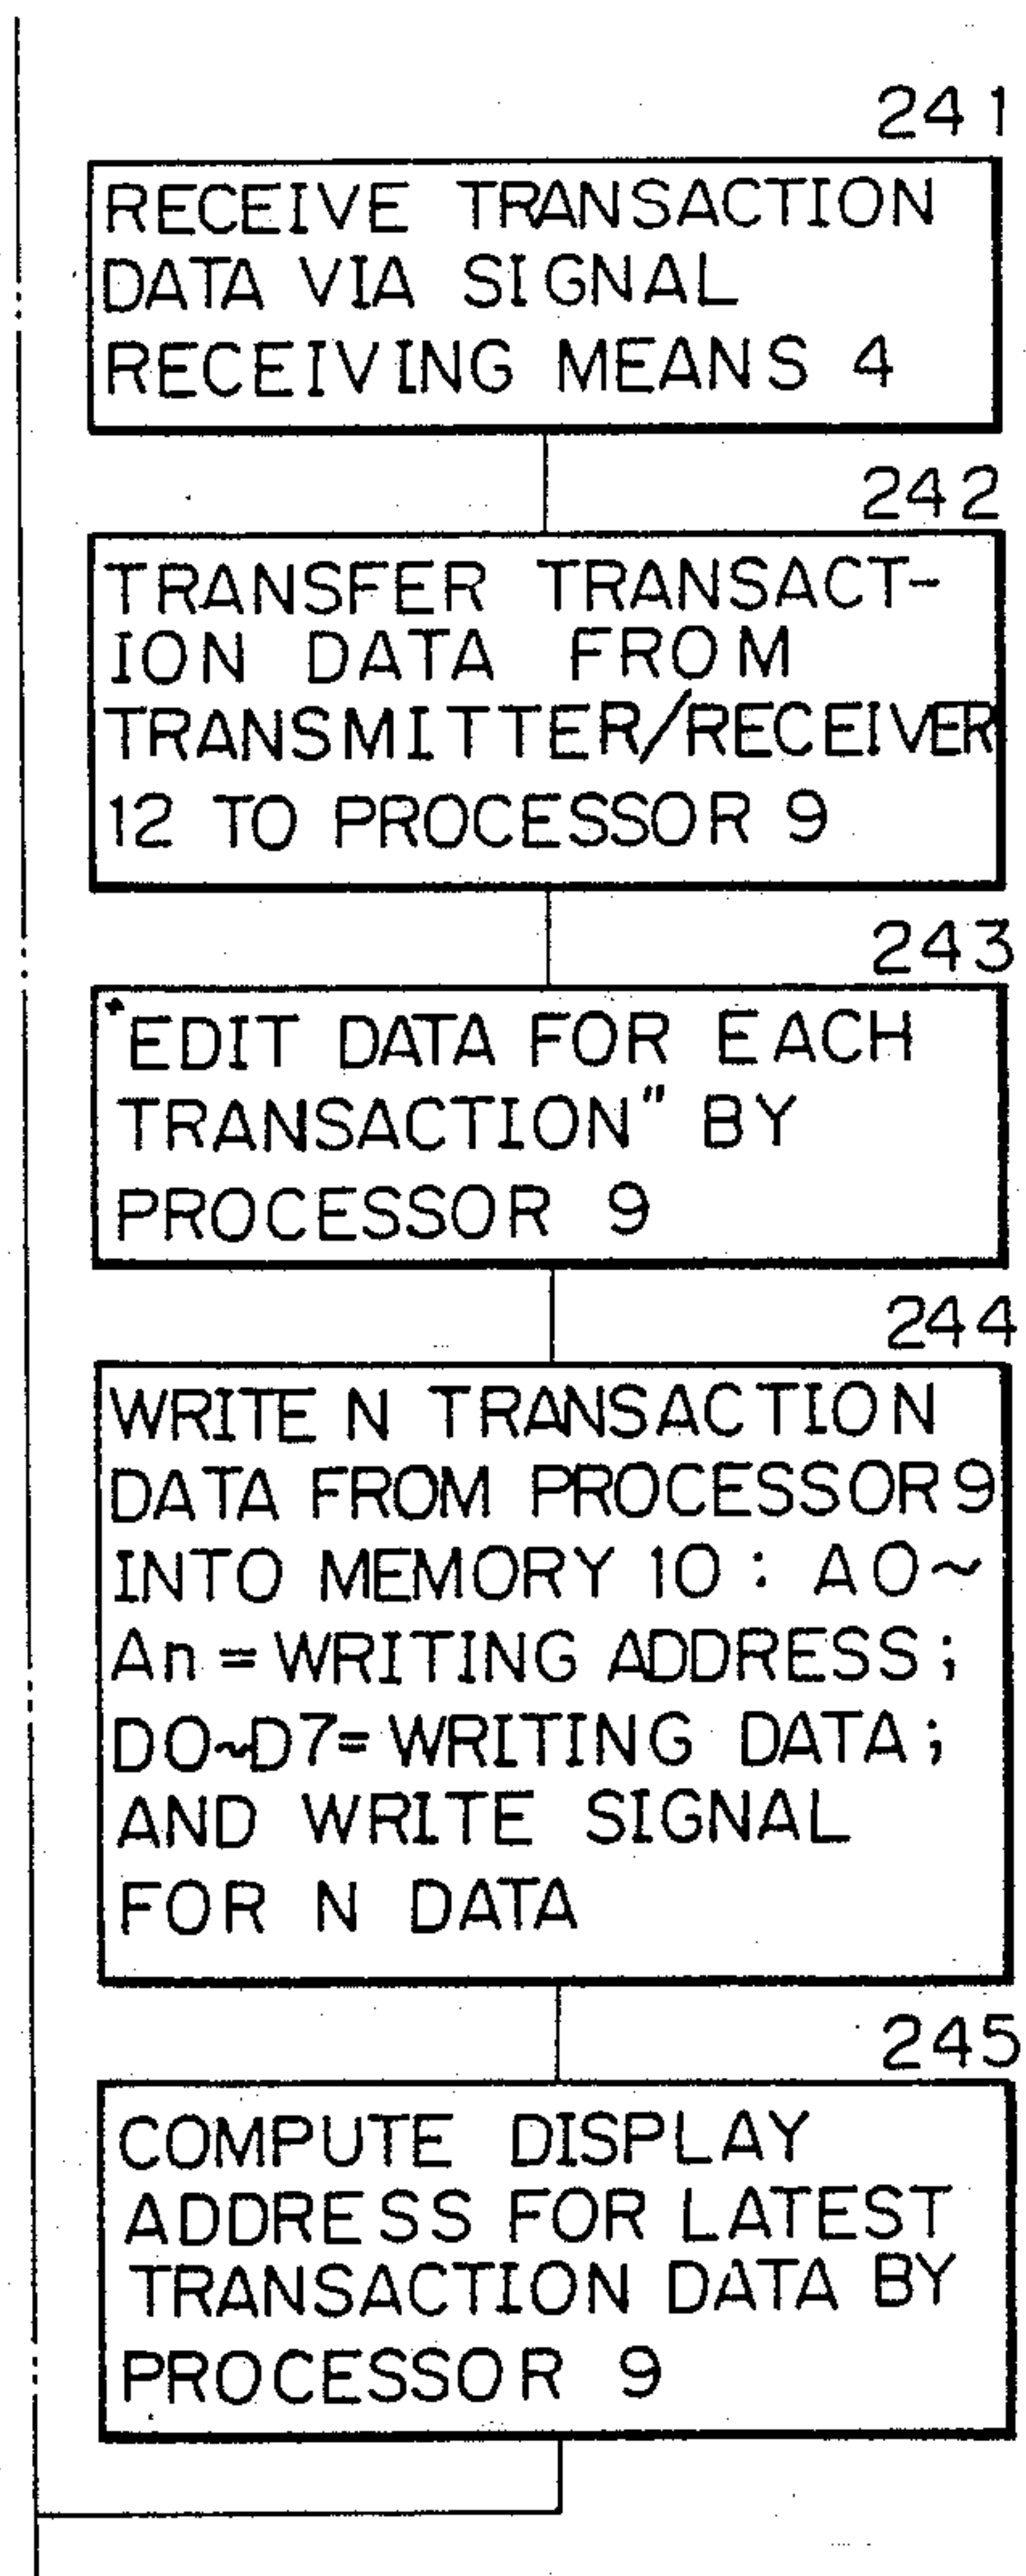 241
RECEIVE TRANSACTION
DATA VIA SIGNAL
RECEIVING MEANS 4
242
TRANSFER TRANSACT-
ION DATA FROM
TRANSMITTER/RECEIVER
12 TO PROCESSOR 9
243
"EDIT DATA FOR EACH
TRANSACTION" BY
PROCESSOR 9
244
WRITE N TRANSACTION
DATA FROM PROCESSOR 9
INTO MEMORY 10 : A0~
An = WRITING ADDRESS ;
D0~D7= WRITING DATA ;
AND WRITE SIGNAL
FOR N DATA
245
COMPUTE DISPLAY
ADDRESS FOR LATEST
TRANSACTION DATA BY
PROCESSOR 9